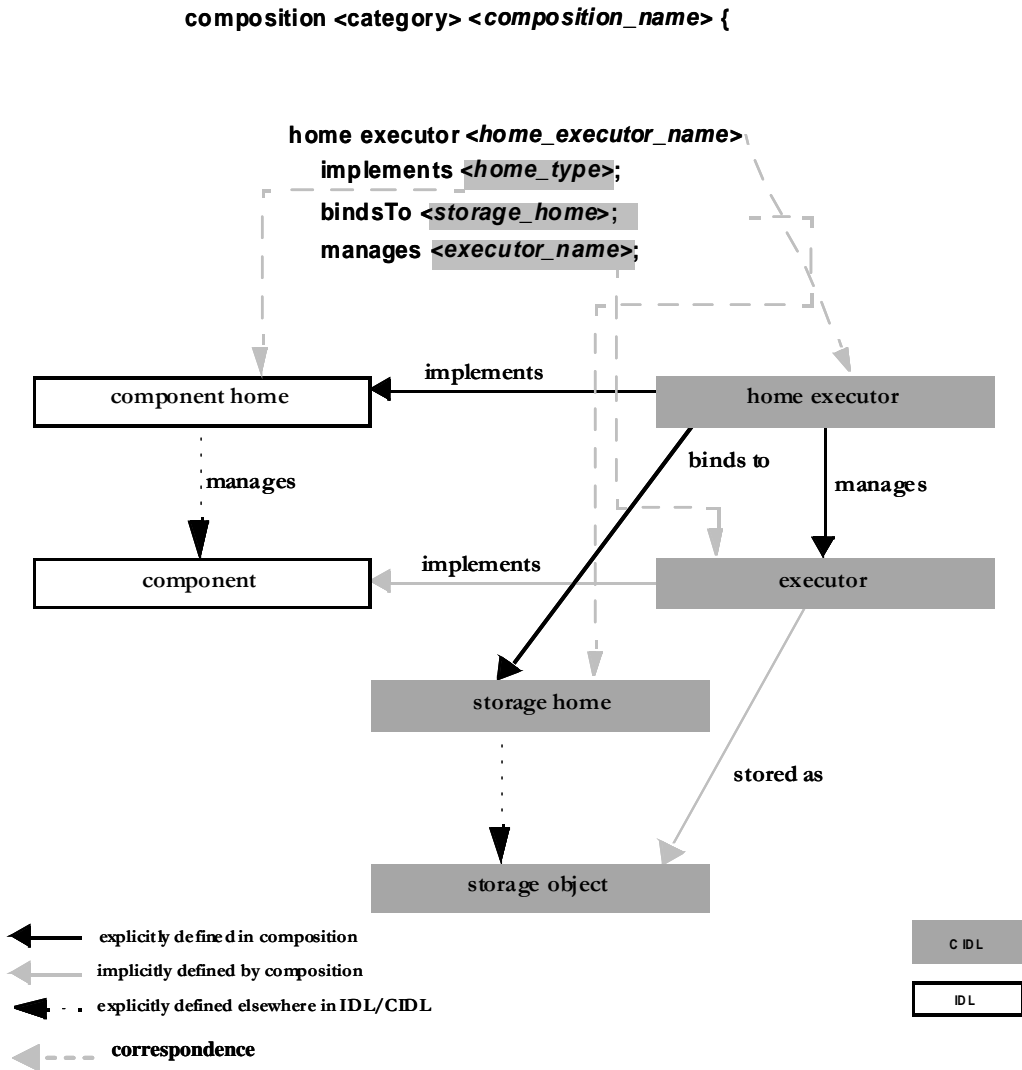 composition <category> <composition_name> {
home executor <home_executor_name>
implements <home_type>;
bindsTo <storage_home>;
manages <executor_name>;
implements
component home
home executor
binds to
manages
manages
implements
component
executor
storage home
stored as
storage object
explicitly defined in composition
implicitly defined by composition
explicitly defined elsewhere in IDL/CIDL
correspondence
CIDL
IDL